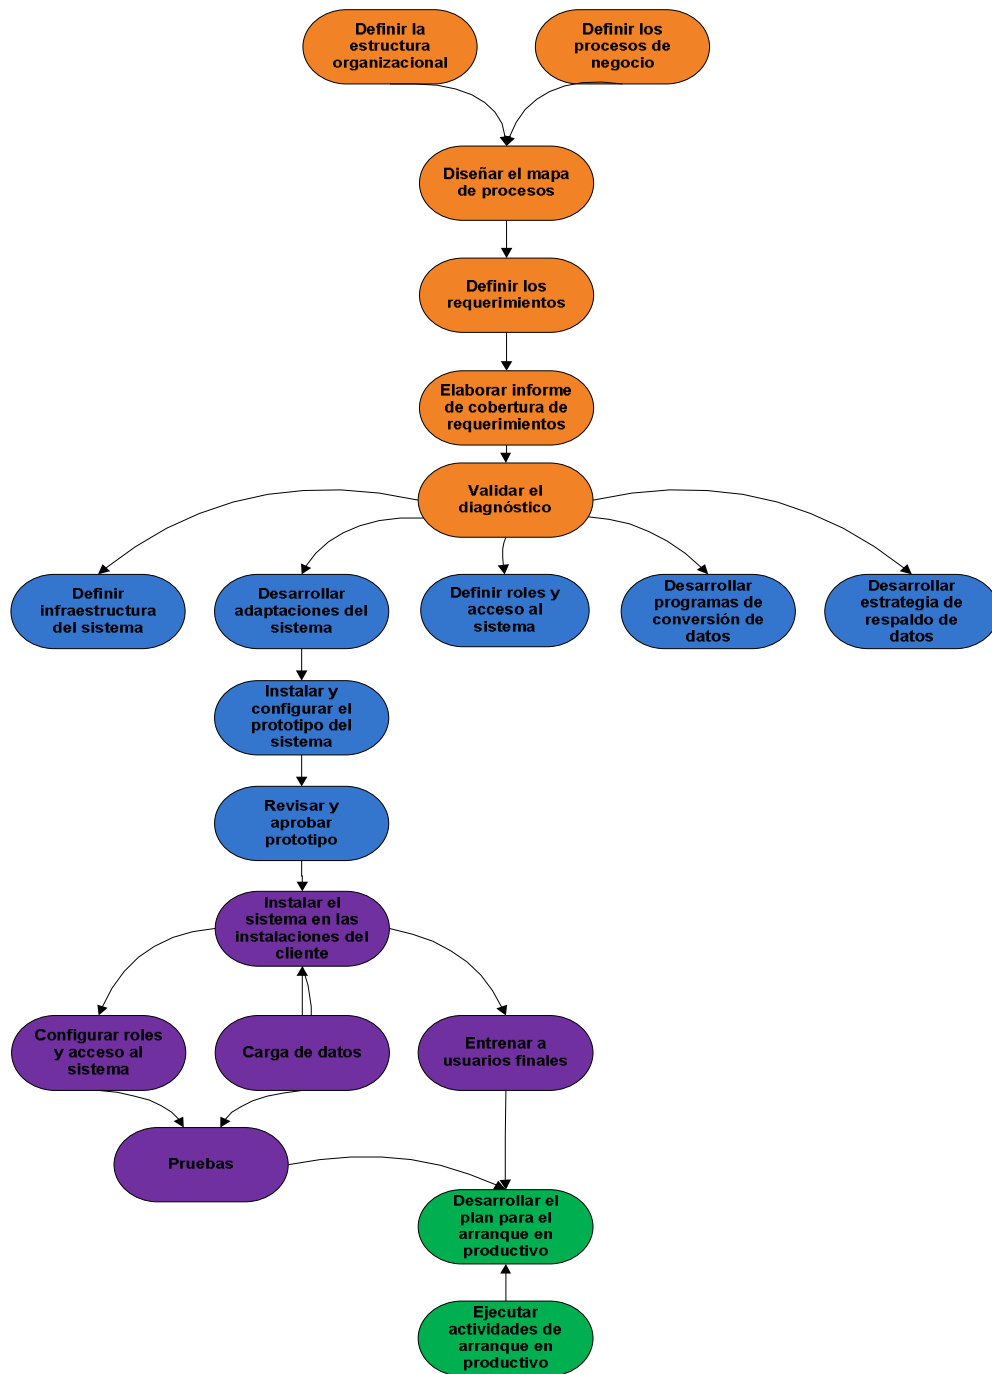 Definir la
estructura
organizacional
Definir los
procesos de
negocio
Diseñar el mapa
de procesos
Definir los
requerimientos
Elaborar informe
de cobertura de
requerimientos
Validar el
diagnóstico
Definir
infraestructura
del sistema
Desarrollar
adaptaciones del
sistema
Definir roles y
acceso al
sistema
Desarrollar
programas de
conversión de
datos
Desarrollar
estrategia de
respaldo de
datos
Instalar y
configurar el
prototipo del
sistema
Revisar y
aprobar
prototipo
Instalar el
sistema en las
instalaciones del
cliente
Configurar roles
y acceso al
sistema
Carga de datos
Entrenar a
usuarios finales
Pruebas
Desarrollar el
plan para el
arranque en
productivo
Ejecutar
actividades de
arranque en
productivo